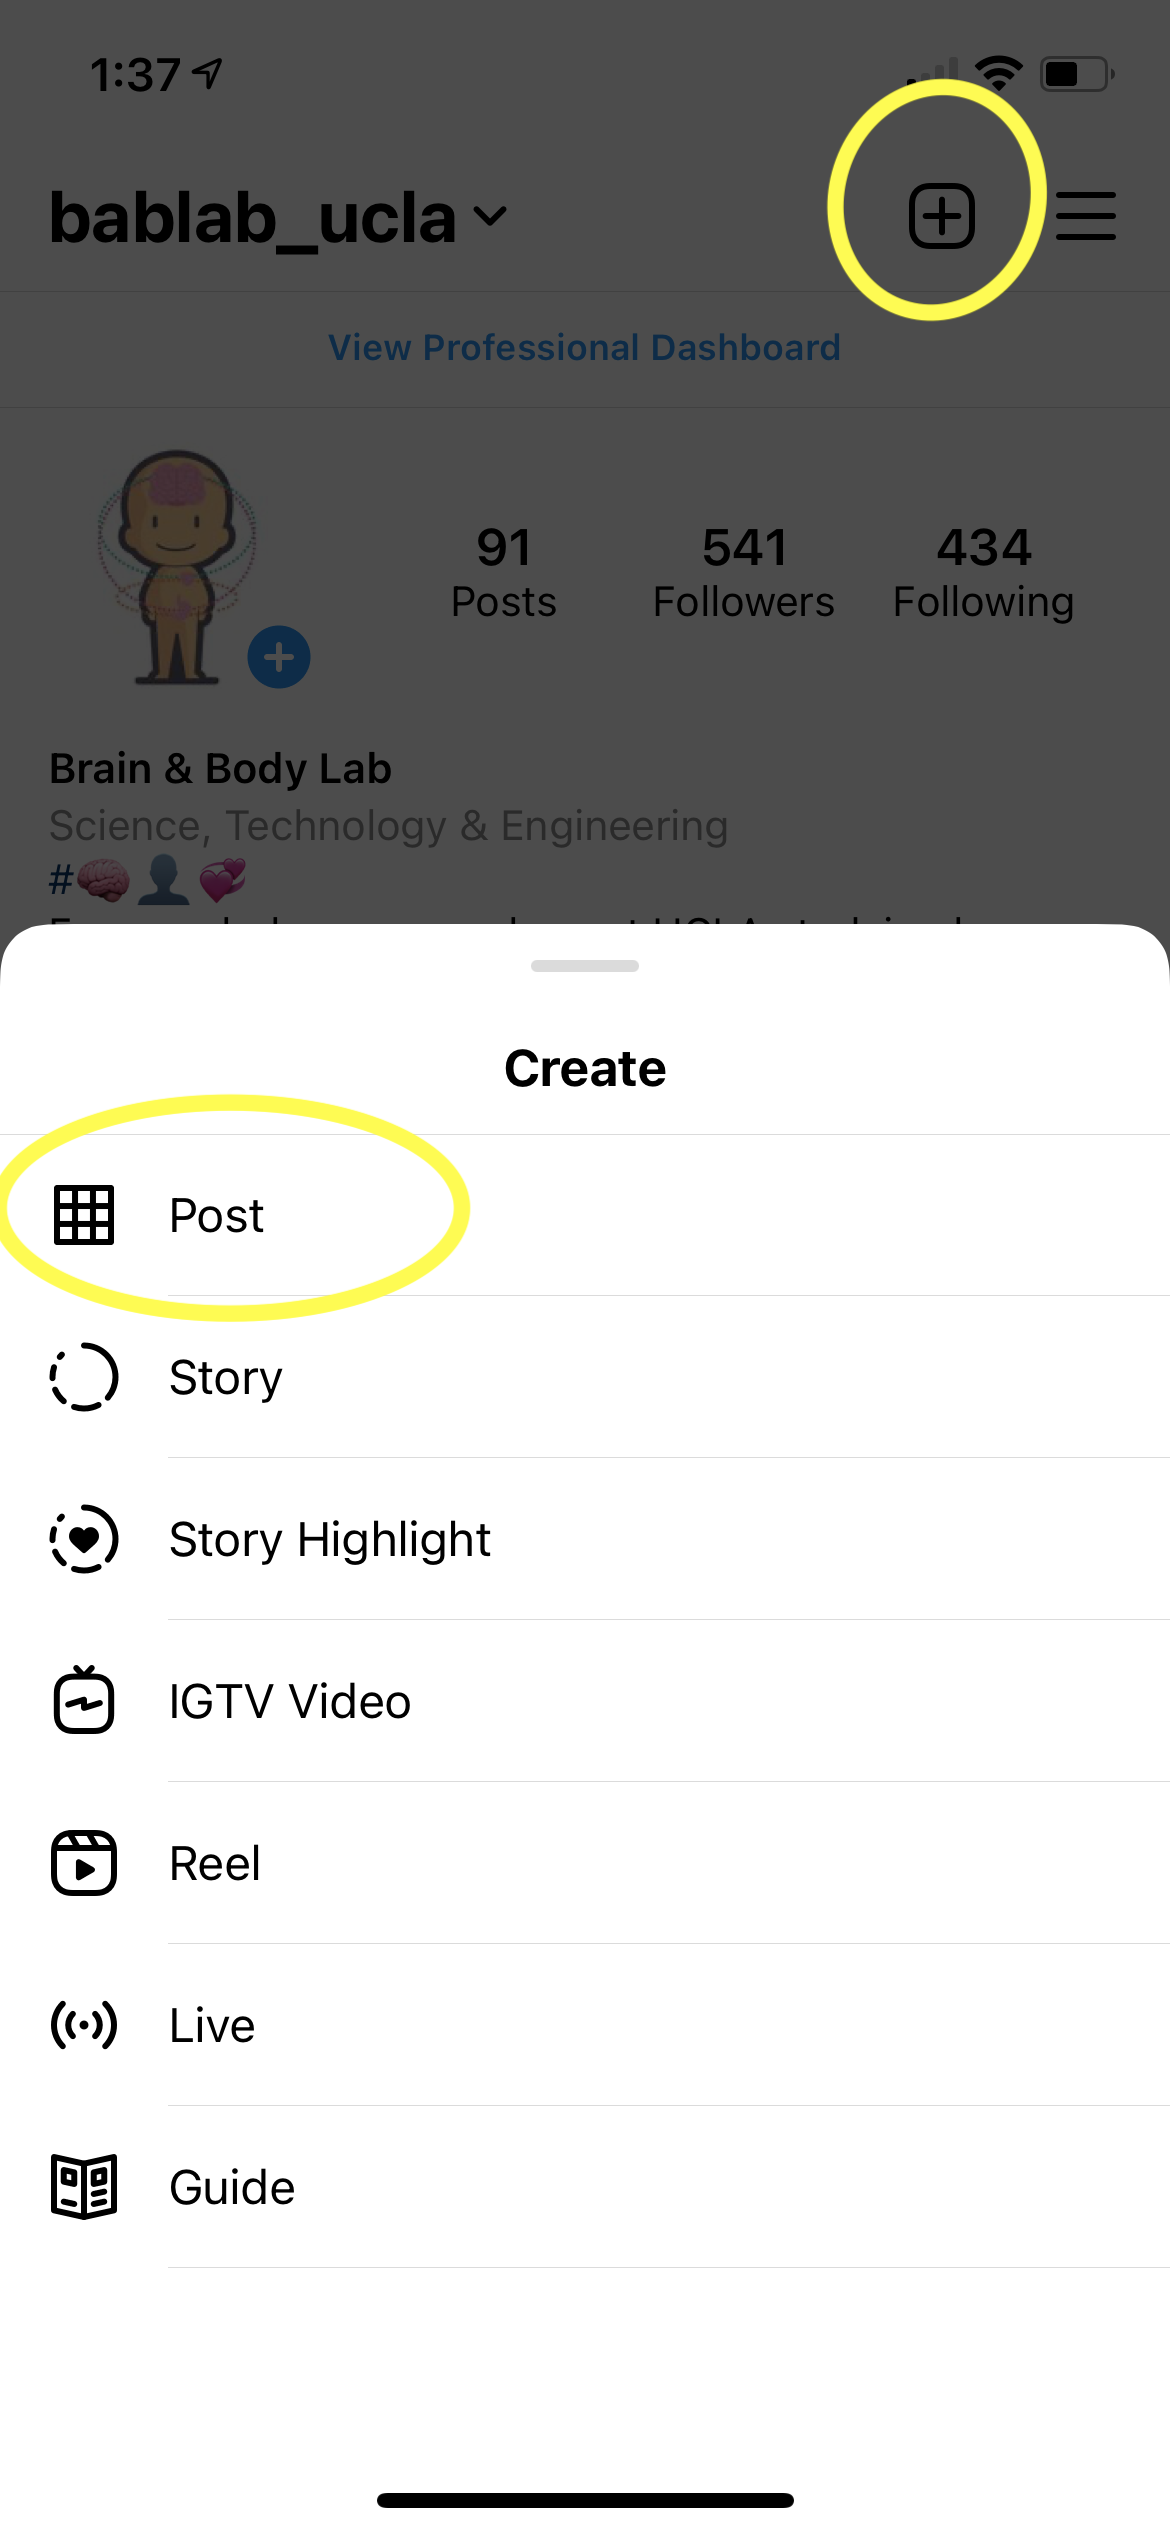 1:37
bablab_ucla
View Professional Dashboard
91 541 434
Posts Followers Following
Brain & Body Lab
Science, Technology & Engineering
#🧠👤💞
Create
Post
Story
Story Highlight
IGTV Video
Reel
Live
Guide